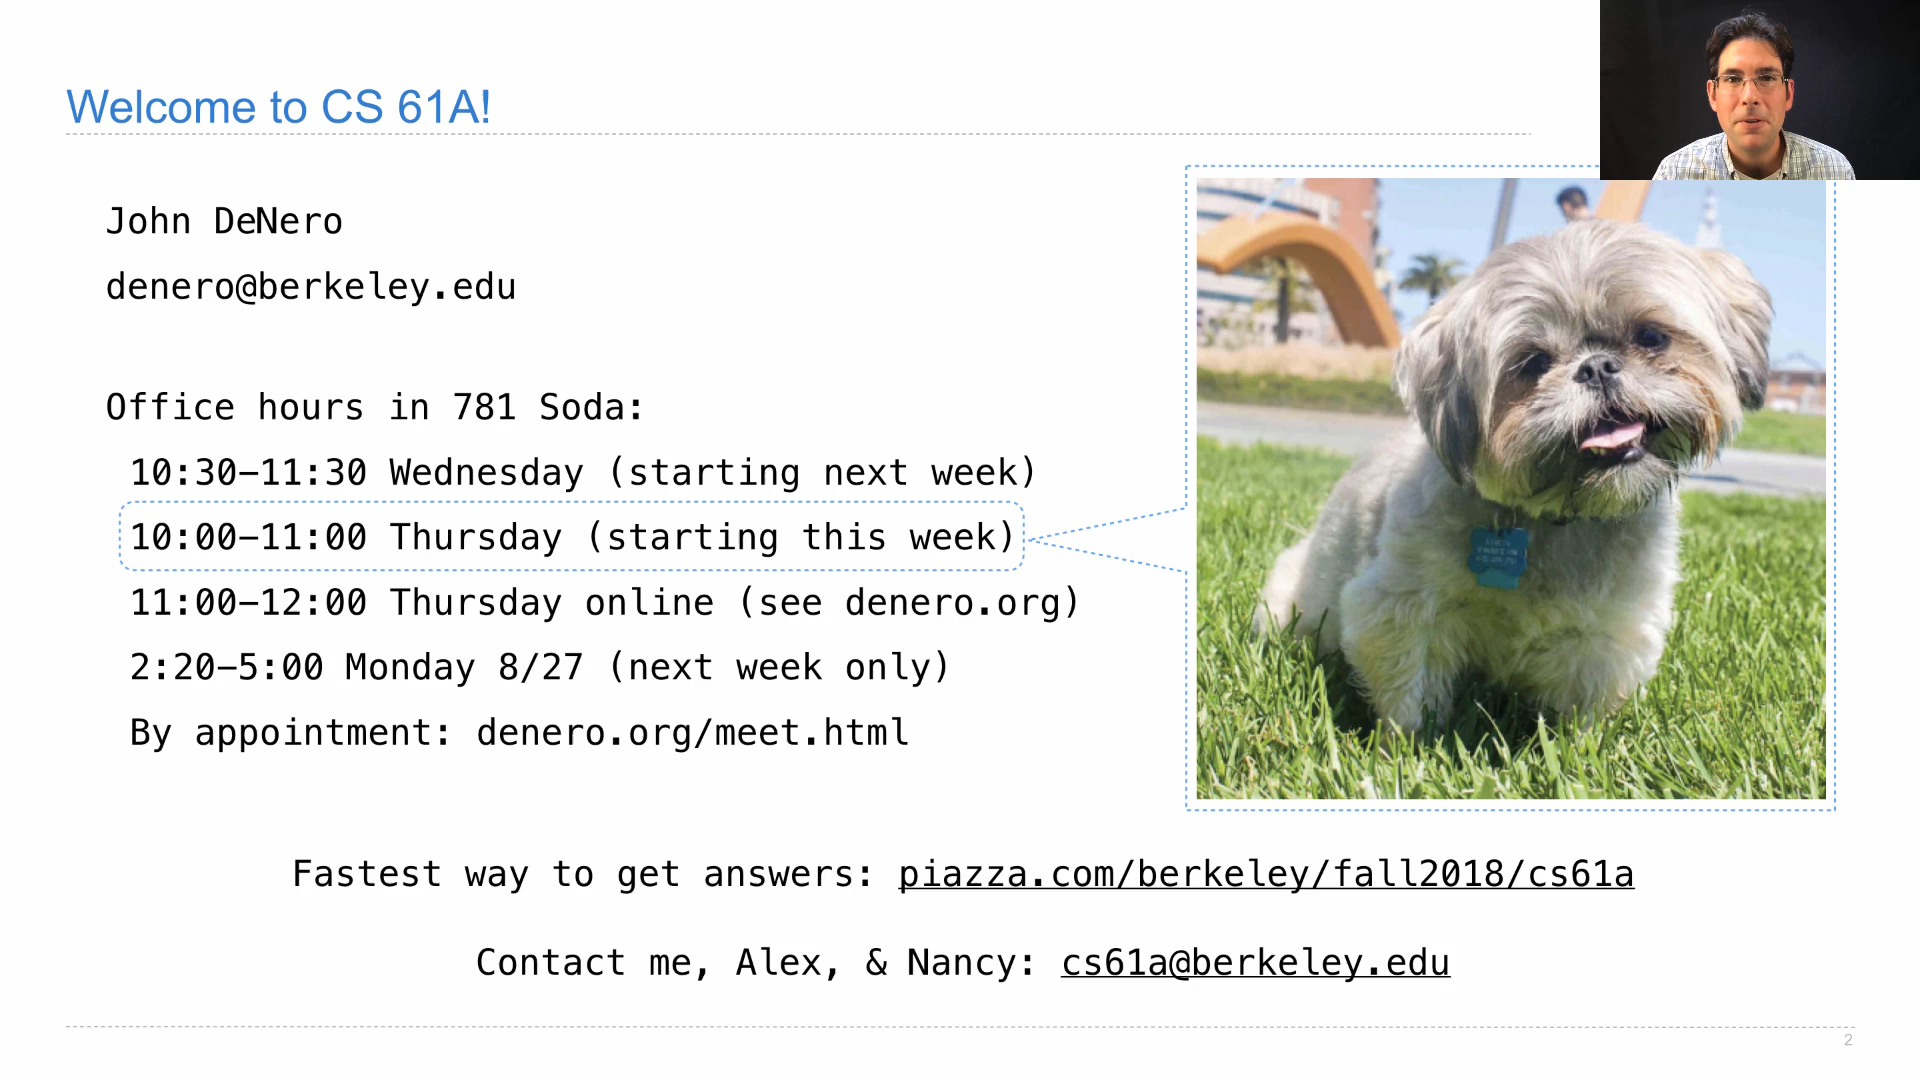 Welcome to CS 61A!
John DeNero
denero@berkeley.edu
Office hours in 781 Soda:
10:30–11:30 Wednesday (starting next week)
10:00–11:00 Thursday (starting this week)
11:00–12:00 Thursday online (see denero.org)
2:20–5:00 Monday 8/27 (next week only)
By appointment: denero.org/meet.html
Fastest way to get answers: piazza.com/berkeley/fall2018/cs61a
Contact me, Alex, & Nancy: cs61a@berkeley.edu
2